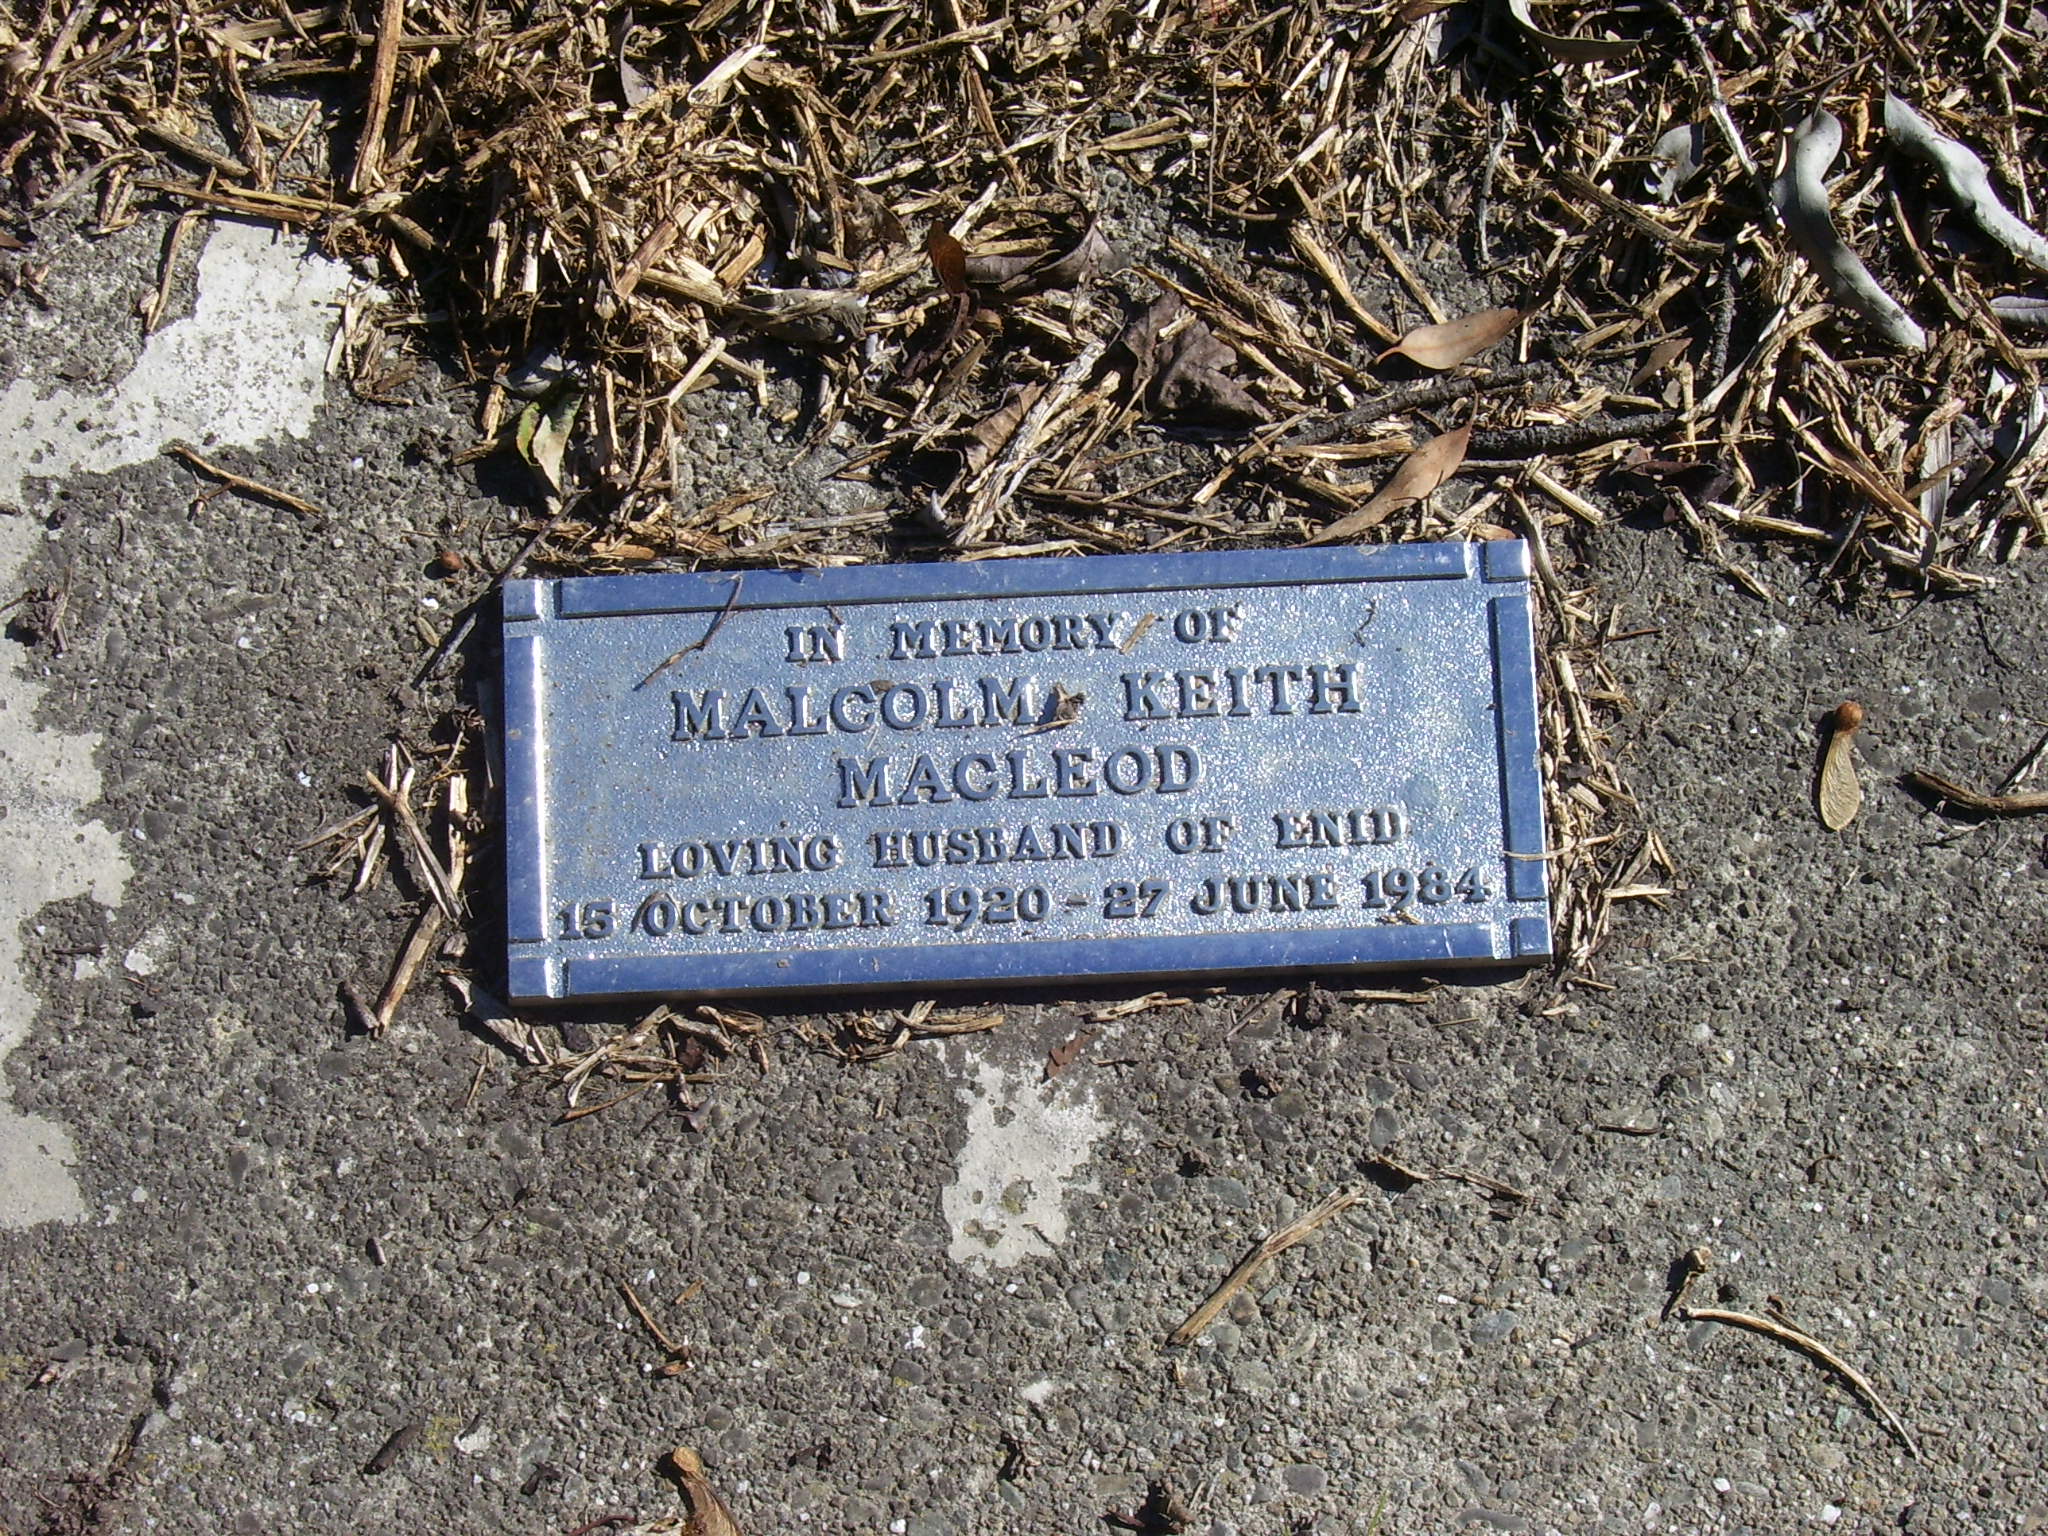 IN MEMORY OF
MALCOLM KEITH
MACLEOD
LOVING HUSBAND OF ENID
15 OCTOBER 1920 - 27 JUNE 1984